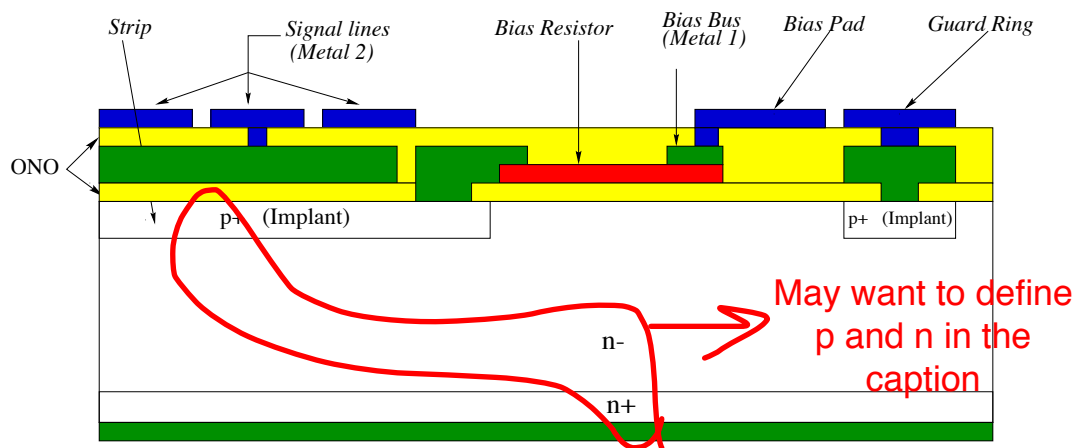 Strip
Signal lines
(Metal 2)
Bias Resistor
Bias Bus
(Metal 1)
Bias Pad
Guard Ring
ONO
p+ (Implant)
p+ (Implant)
n-
May want to define
p and n in the
caption
n+